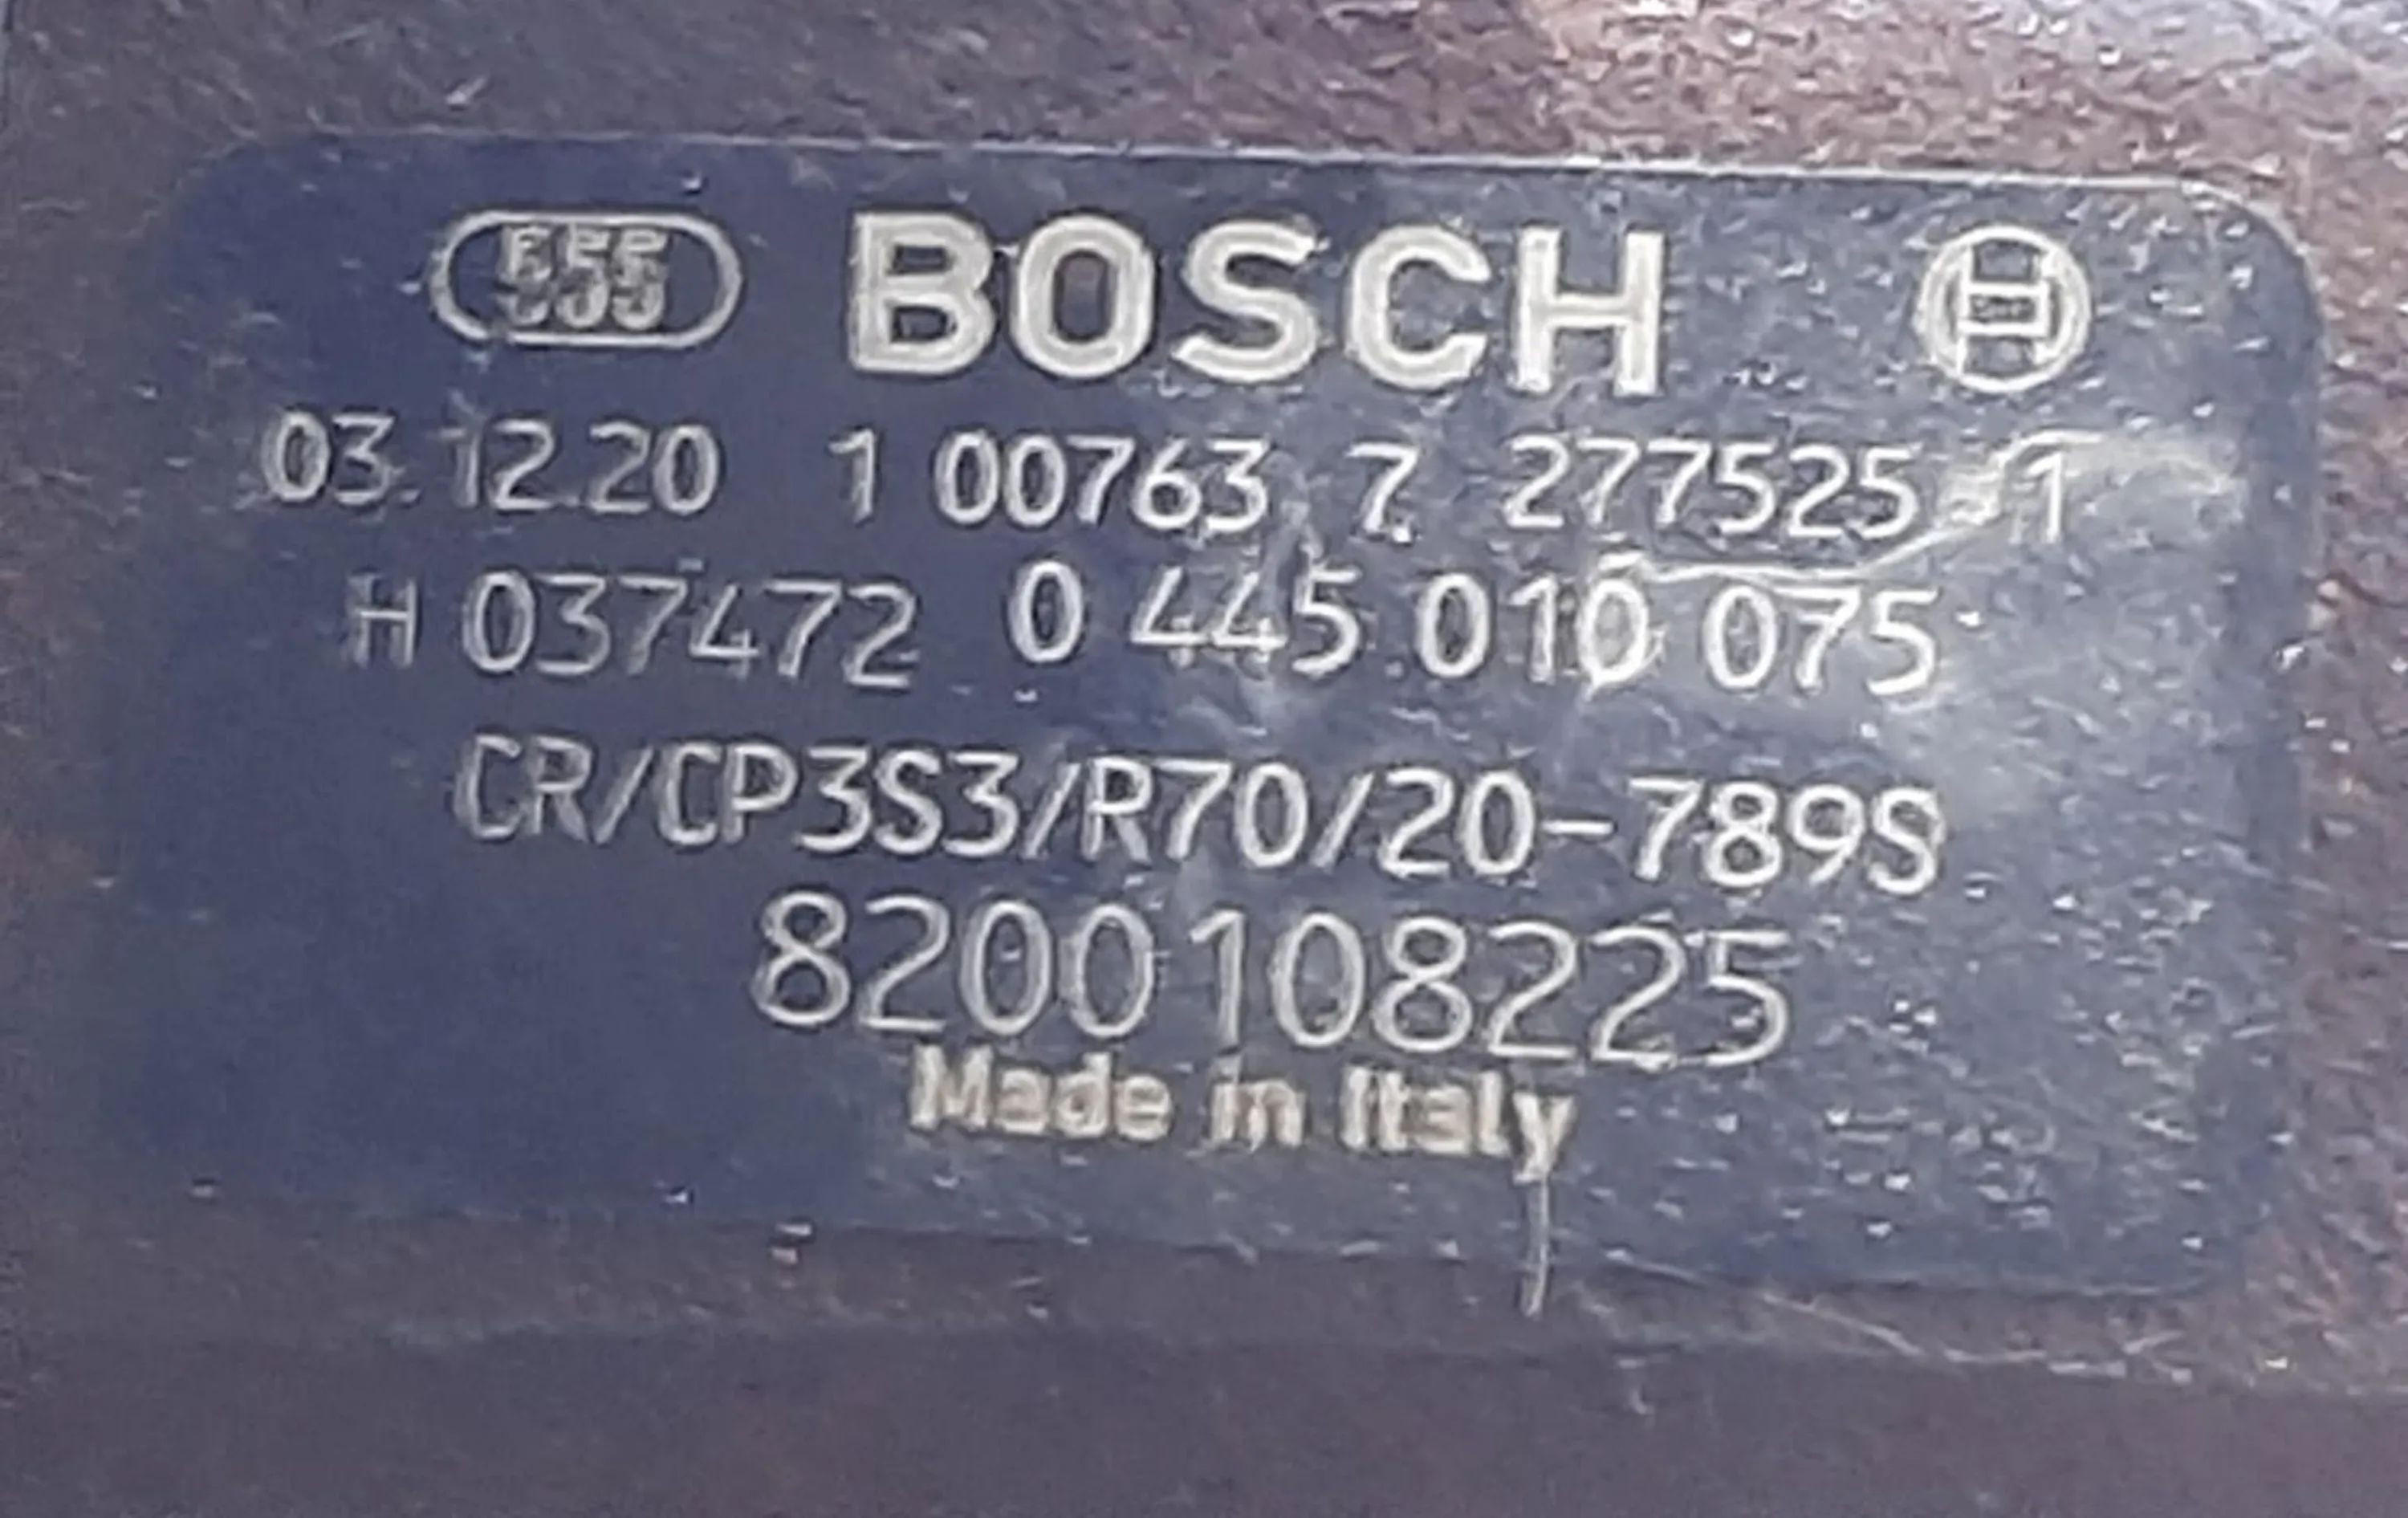 555 BOSCH
03.12.20 1 00763 7 277525 1
H 037472 0 445 010 075
CR/CP3S3/R70/20-789S
8200108225
Made in Italy